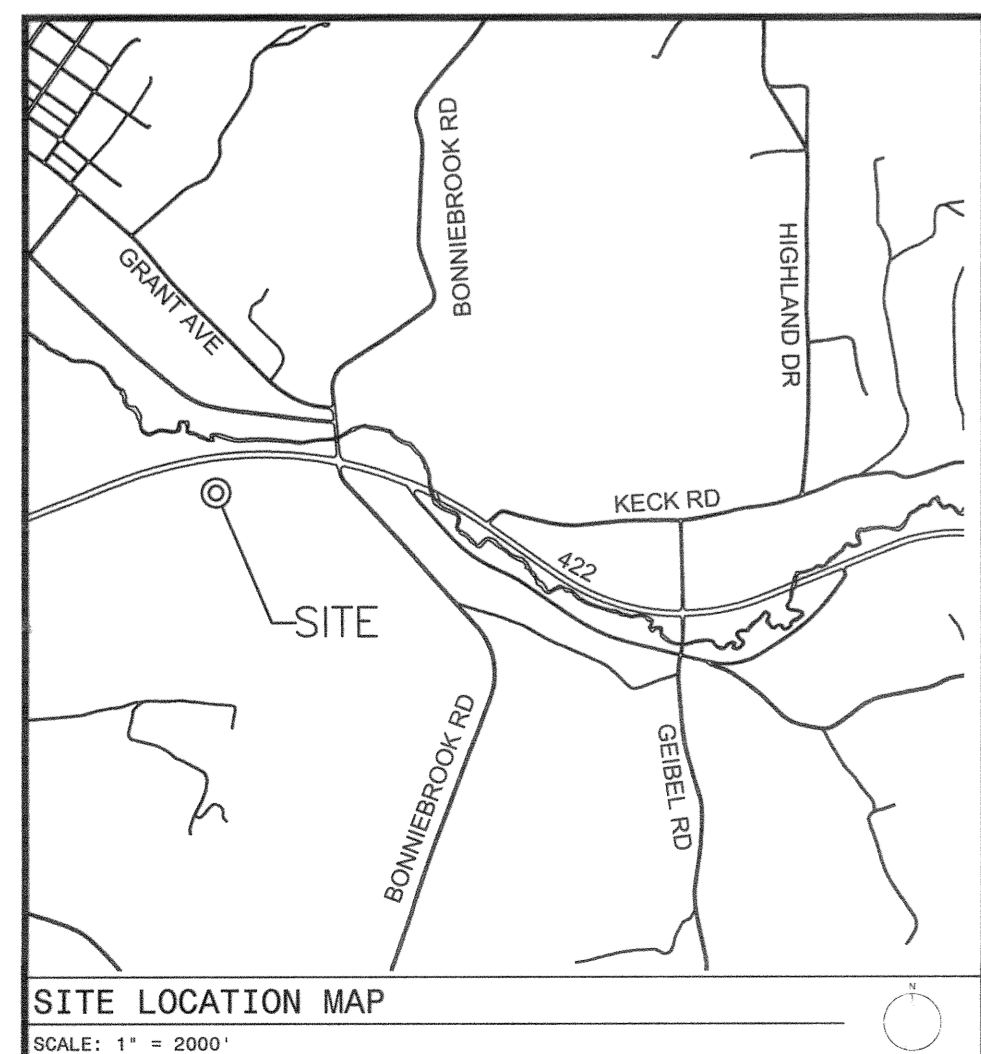 BONNIEBROOK RD
GRANT AVE
HIGHLAND DR
KECK RD
422
SITE
BONNIEBROOK RD
GEIBEL RD
SITE LOCATION MAP
N
SCALE: 1" = 2000'